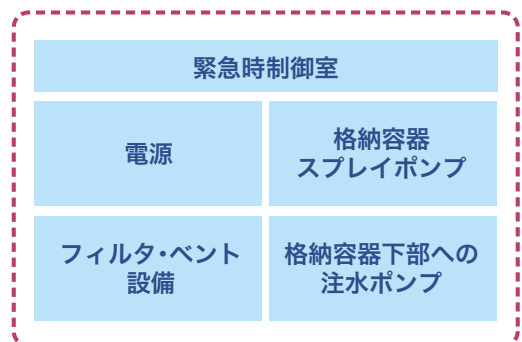 緊急時制御室
電源
格納容器
スプレイポンプ
フィルタ・ベント
設備
格納容器下部への
注水ポンプ